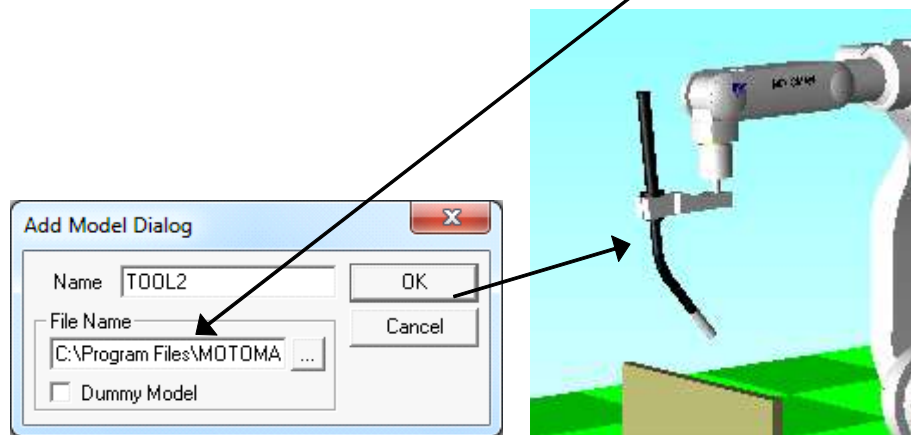 Add Model Dialog
Name TOOL2 OK
File Name Cancel
C:\Program Files\MOTOMA ...
Dummy Model